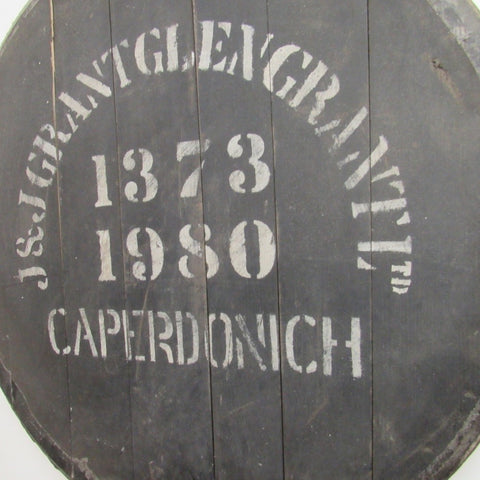 J&J GRANT GLEN GRANT LTD
1373
1980
CAPERDONICH